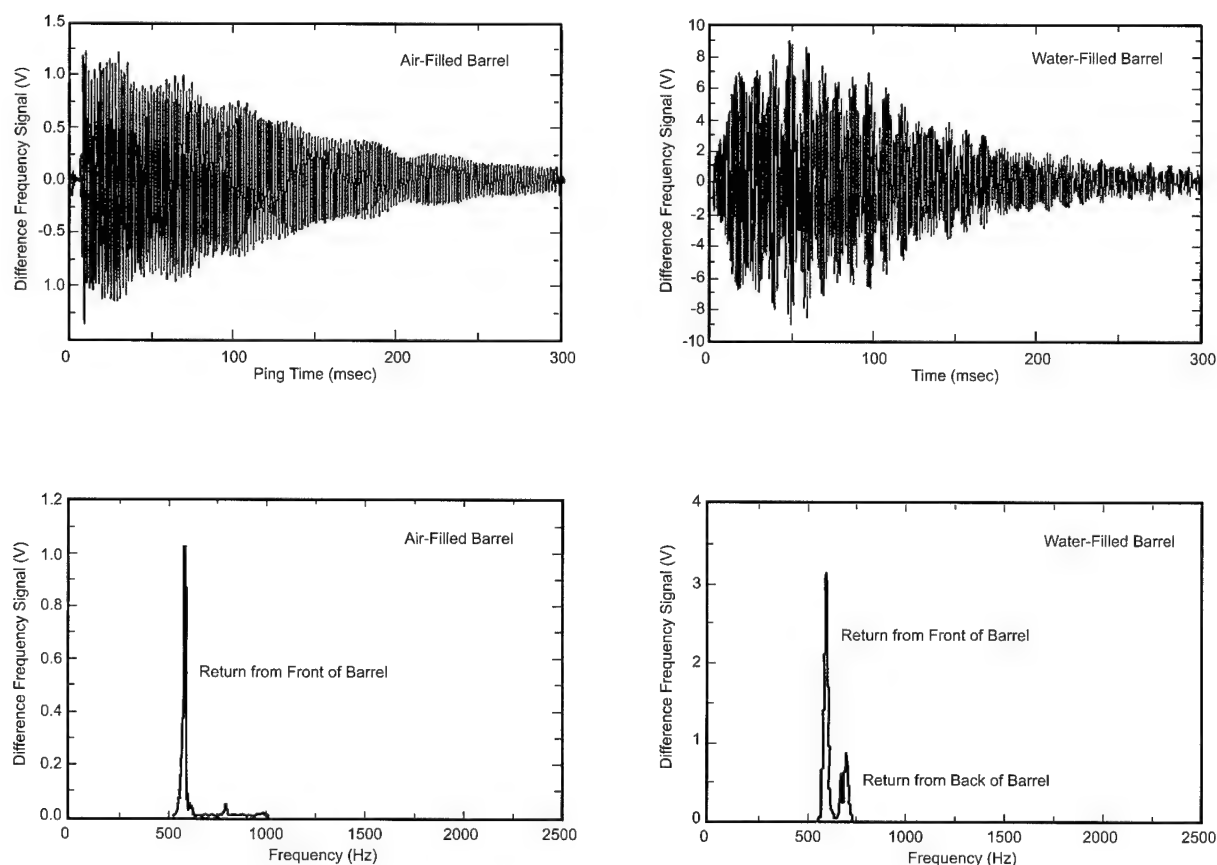 1.5
1.0
0.5
0.0
-0.5
1.0
Difference Frequency Signal (V)
Air-Filled Barrel
0 100 200 300
Ping Time (msec)
10
8
6
4
2
0
-2
-4
-6
-8
-10
Difference Frequency Signal (V)
Water-Filled Barrel
0 100 200 300
Time (msec)
1.2
1.0
0.8
0.6
0.4
0.2
0.0
Difference Frequency Signal (V)
Air-Filled Barrel
Return from Front of Barrel
0 500 1000 1500 2000 2500
Frequency (Hz)
4
3
2
1
0
Difference Frequency Signal (V)
Water-Filled Barrel
Return from Front of Barrel
Return from Back of Barrel
0 500 1000 1500 2000 2500
Frequency (Hz)